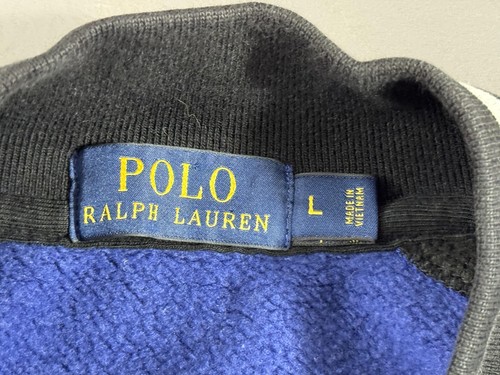 POLO
RALPH LAUREN
L
MADE IN
VIETNAM